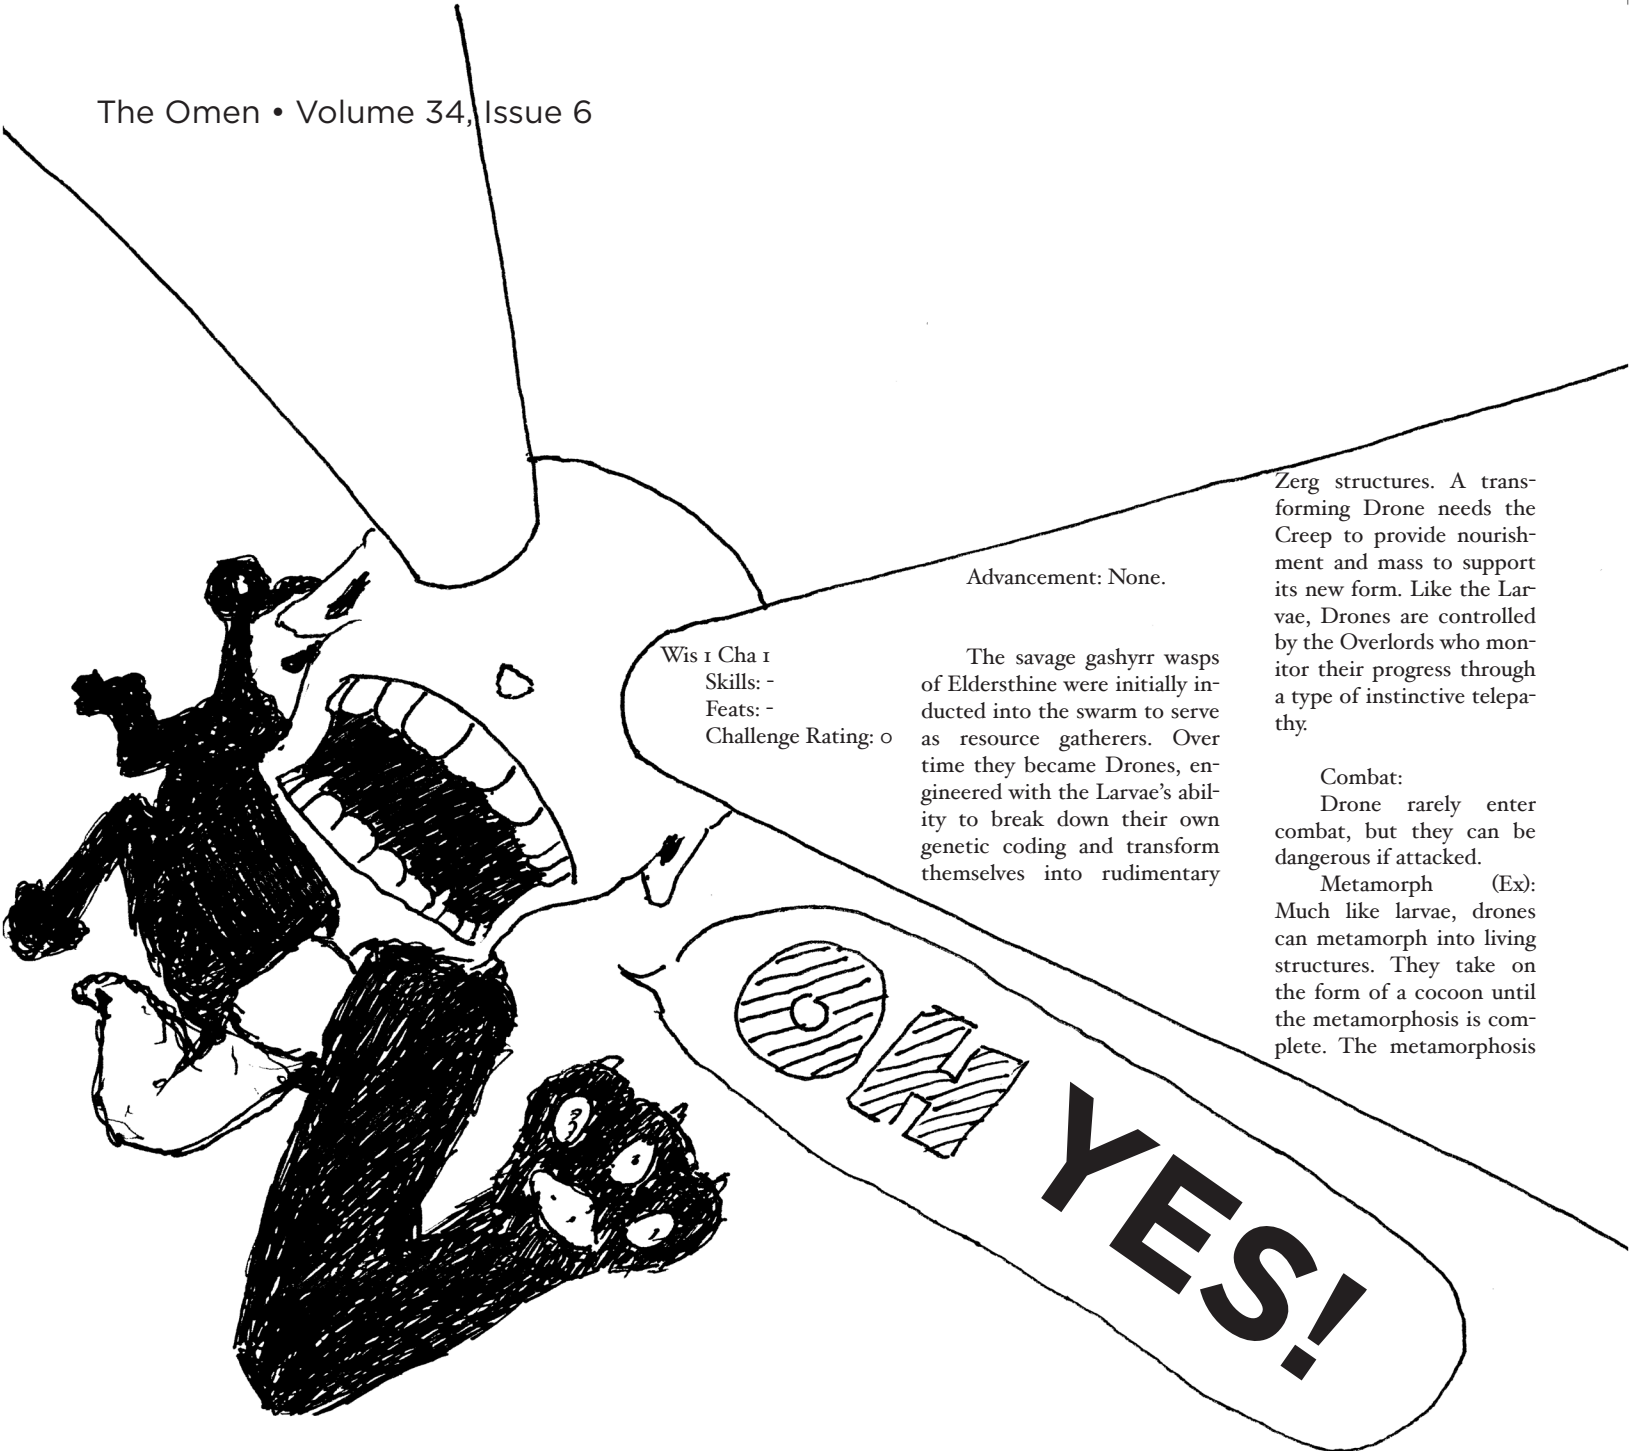 The Omen • Volume 34, Issue 6
Wis 1 Cha 1
Skills: -
Feats: -
Challenge Rating: 0
Advancement: None.
The savage gashyrr wasps
of Eldersthine were initially in-
ducted into the swarm to serve
as resource gatherers. Over
time they became Drones, en-
gineered with the Larvae’s abil-
ity to break down their own
genetic coding and transform
themselves into rudimentary
Zerg structures. A trans-
forming Drone needs the
Creep to provide nourish-
ment and mass to support
its new form. Like the Lar-
vae, Drones are controlled
by the Overlords who mon-
itor their progress through
a type of instinctive telepa-
thy.
Combat:
Drone rarely enter
combat, but they can be
dangerous if attacked.
Metamorph (Ex):
Much like larvae, drones
can metamorph into living
structures. They take on
the form of a cocoon until
the metamorphosis is com-
plete. The metamorphosis
OH YES!